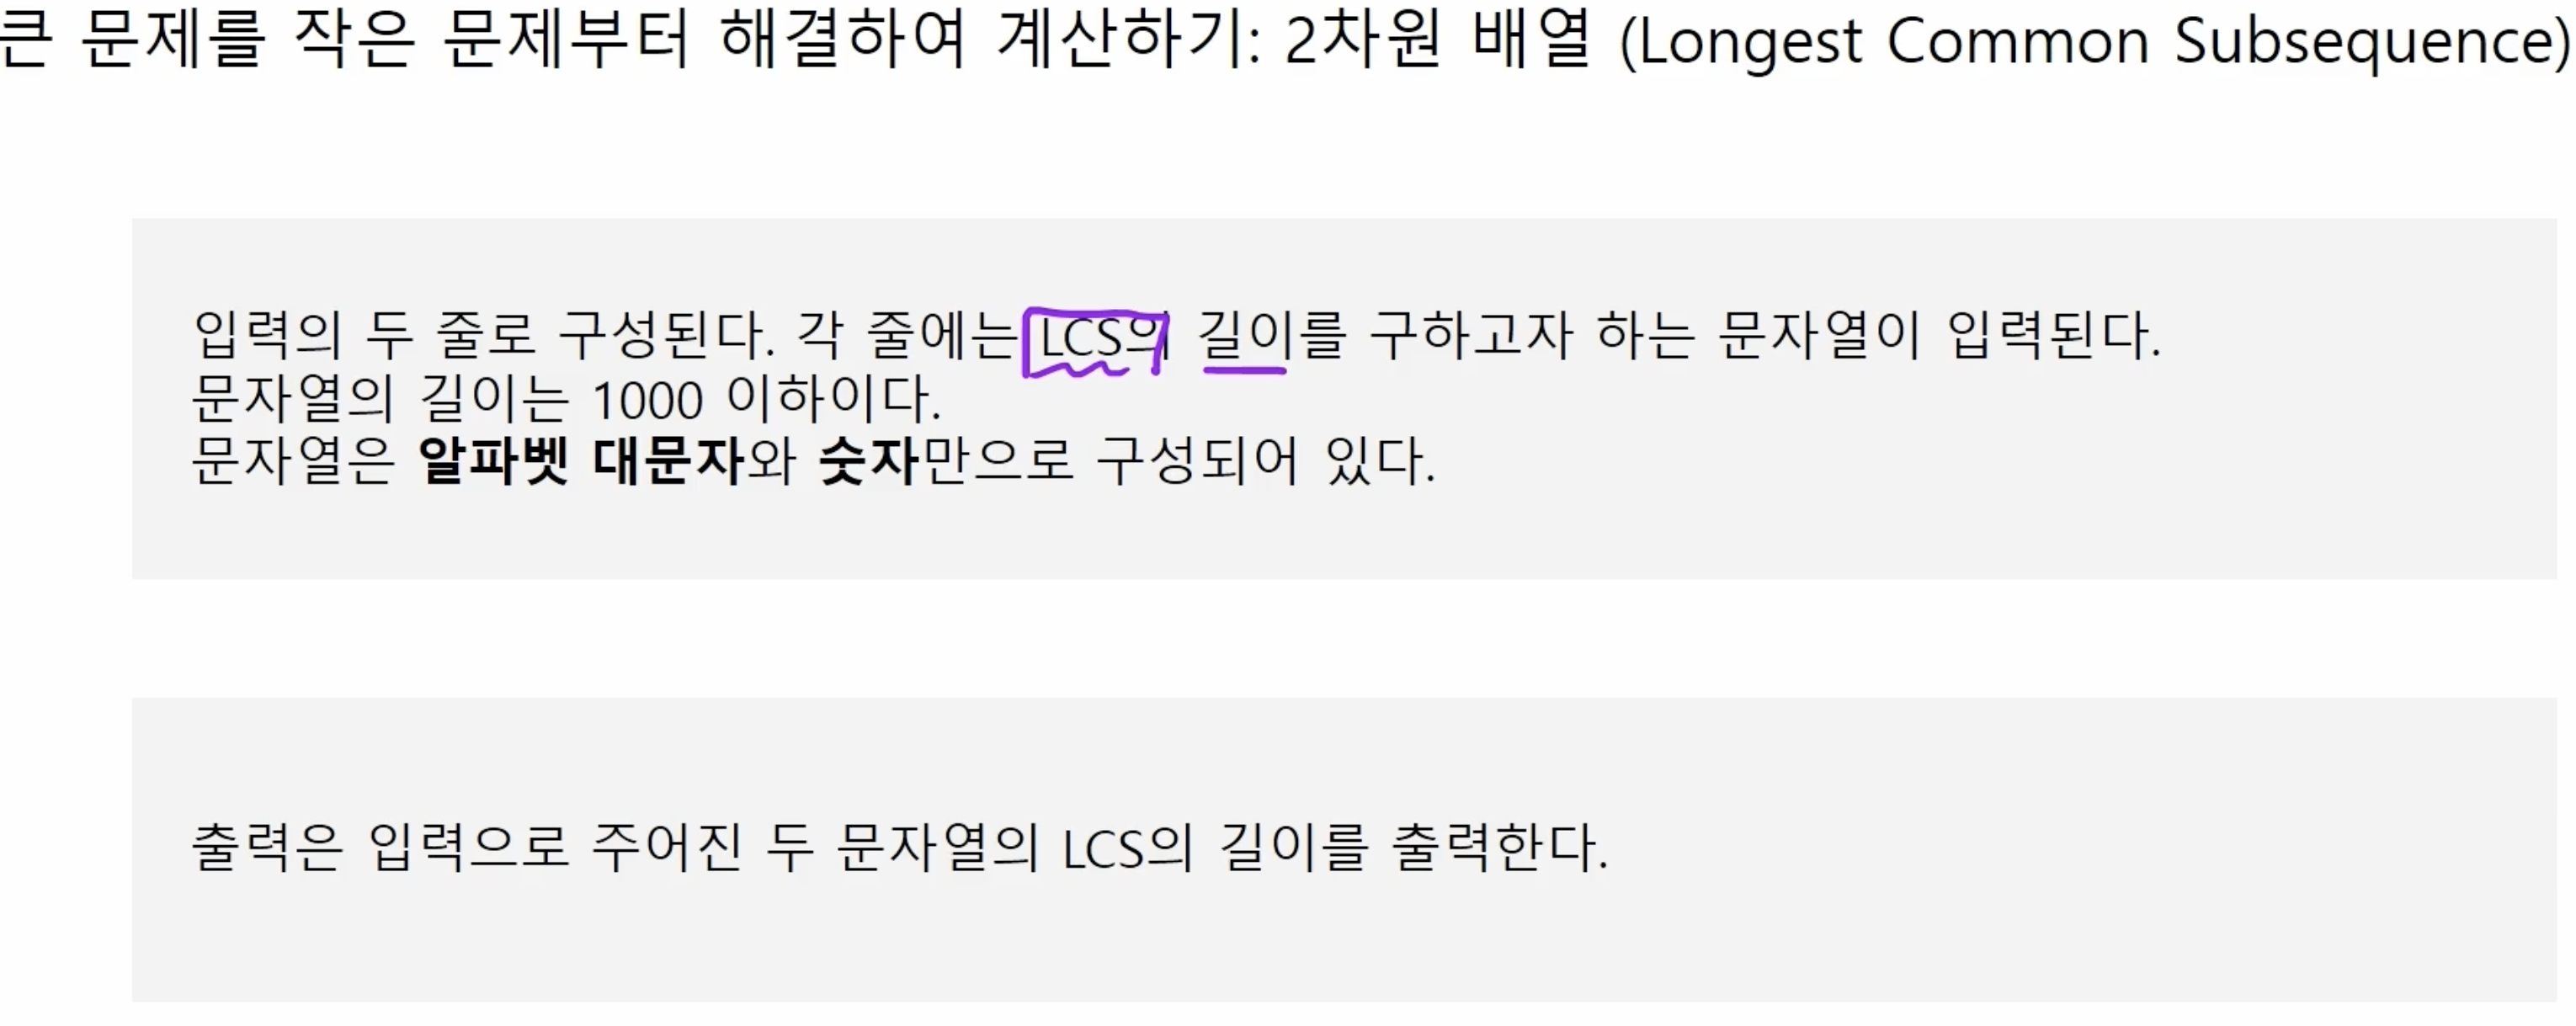 큰 문제를 작은 문제부터 해결하여 계산하기: 2차원 배열 (Longest Common Subsequence)
입력의 두 줄로 구성된다. 각 줄에는 LCS의 길이를 구하고자 하는 문자열이 입력된다.
문자열의 길이는 1000 이하이다.
문자열은 알파벳 대문자와 숫자만으로 구성되어 있다.
출력은 입력으로 주어진 두 문자열의 LCS의 길이를 출력한다.